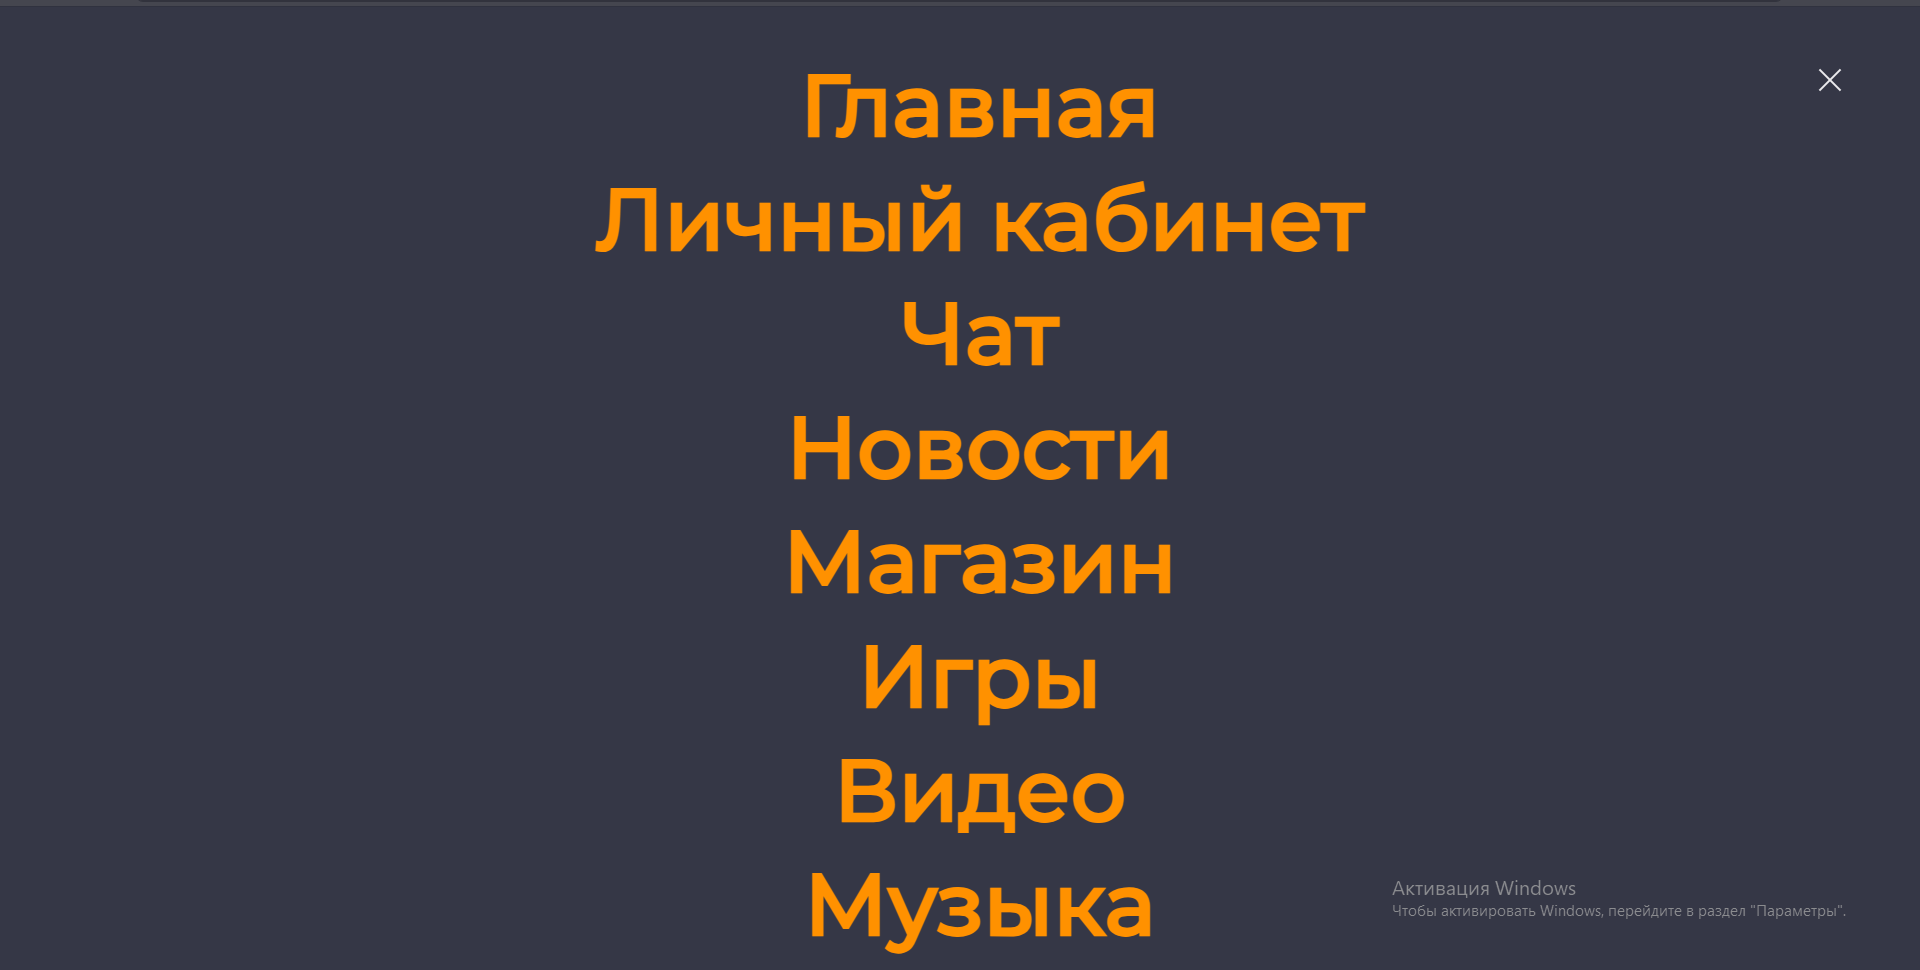 Главная
Личный кабинет
Чат
Новости
Магазин
Игры
Видео
Музыка
Активация Windows
Чтобы активировать Windows, перейдите в раздел "Параметры".